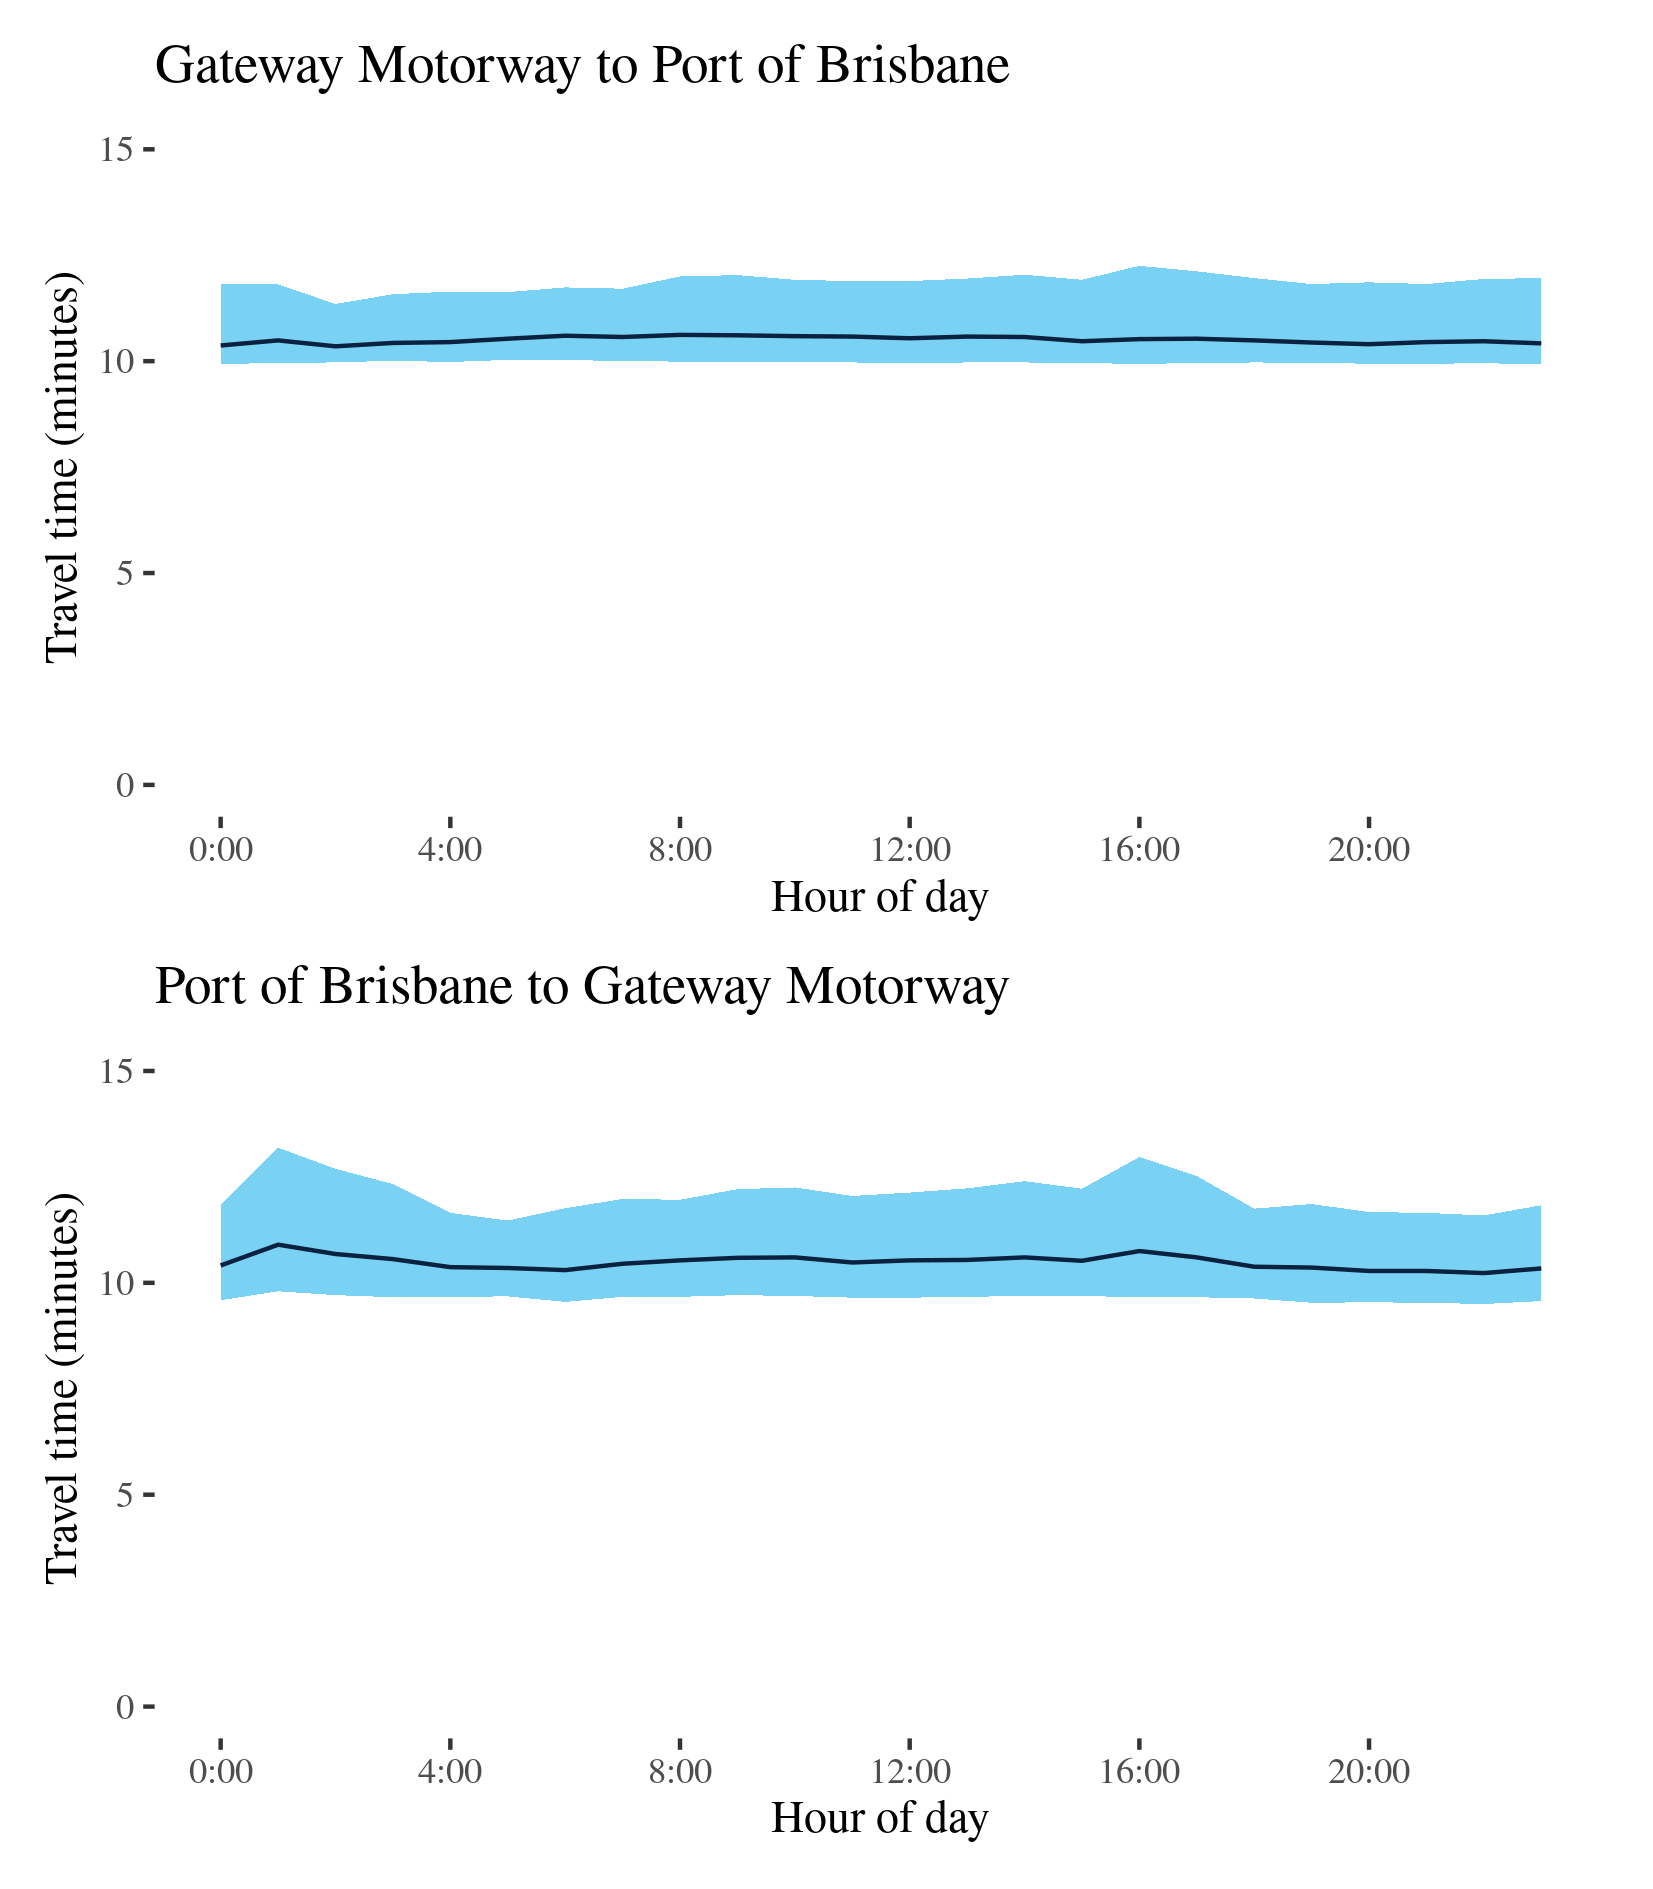 Gateway Motorway to Port of Brisbane
Travel time (minutes)
15
10
5
0
0:00 4:00 8:00 12:00 16:00 20:00
Hour of day
Port of Brisbane to Gateway Motorway
Travel time (minutes)
15
10
5
0
0:00 4:00 8:00 12:00 16:00 20:00
Hour of day